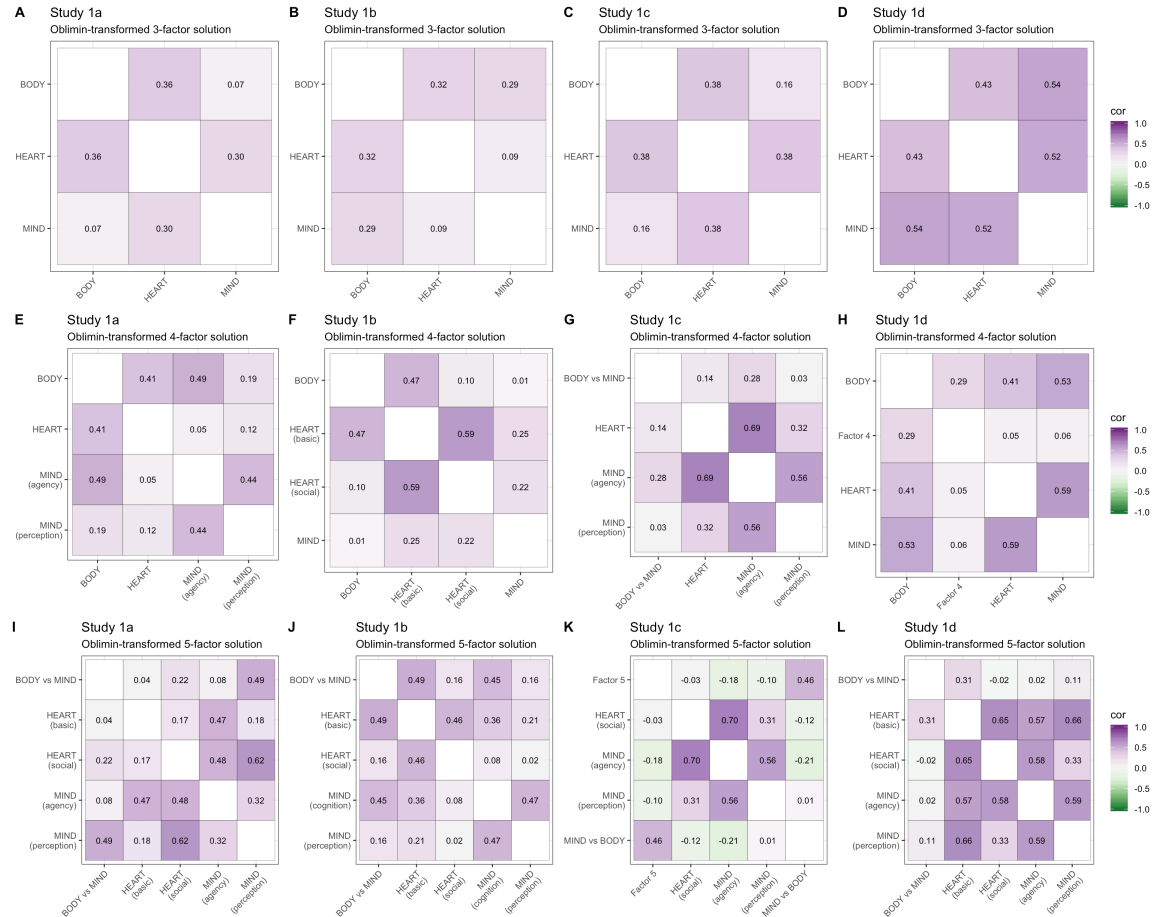 A Study 1a
Oblimin-transformed 3-factor solution
BODY 0.36 0.07
HEART 0.36 0.30
MIND 0.07 0.30
BODY HEART MIND
B Study 1b
Oblimin-transformed 3-factor solution
0.32 0.29
BODY
HEART 0.32 0.09
MIND 0.29 0.09
BODY HEART MIND
C Study 1c
Oblimin-transformed 3-factor solution
BODY 0.38 0.16
HEART 0.38 0.38
MIND 0.16 0.38
BODY HEART MIND
D Study 1d
Oblimin-transformed 3-factor solution
BODY 0.43 0.54
HEART 0.43 0.52
MIND 0.54 0.52
BODY HEART MIND
cor
1.0
0.5
0.0
-0.5
-1.0
E Study 1a
Oblimin-transformed 4-factor solution
BODY 0.41 0.49 0.19
HEART 0.41 0.05 0.12
MIND
(agency) 0.49 0.05 0.44
MIND
(perception) 0.19 0.12 0.44
BODY HEART MIND
(agency) MIND
(perception)
F Study 1b
Oblimin-transformed 4-factor solution
BODY 0.47 0.10 0.01
HEART
(basic) 0.47 0.59 0.25
HEART
(social) 0.10 0.59 0.22
MIND 0.01 0.25 0.22
BODY HEART
(basic) HEART
(social) MIND
G Study 1c
Oblimin-transformed 4-factor solution
BODY vs MIND 0.14 0.28 0.03
HEART 0.14 0.69 0.32
MIND
(agency) 0.28 0.69 0.56
MIND
(perception) 0.03 0.32 0.56
BODY vs MIND HEART MIND
(agency) MIND
(perception)
H Study 1d
Oblimin-transformed 4-factor solution
BODY 0.29 0.41 0.53
Factor 4 0.29 0.05 0.06
HEART 0.41 0.05 0.59
MIND 0.53 0.06 0.59
BODY Factor 4 HEART MIND
cor
1.0
0.5
0.0
-0.5
-1.0
I Study 1a
Oblimin-transformed 5-factor solution
BODY vs MIND 0.04 0.22 0.08 0.49
HEART
(basic) 0.04 0.17 0.47 0.18
HEART
(social) 0.22 0.17 0.48 0.62
MIND
(agency) 0.08 0.47 0.48 0.32
MIND
(perception) 0.49 0.18 0.62 0.32
BODY vs MIND HEART
(basic) HEART
(social) MIND
(agency) MIND
(perception)
J Study 1b
Oblimin-transformed 5-factor solution
BODY vs MIND 0.49 0.16 0.45 0.16
HEART
(basic) 0.49 0.46 0.36 0.21
HEART
(social) 0.16 0.46 0.08 0.02
MIND
(cognition) 0.45 0.36 0.08 0.47
MIND
(perception) 0.16 0.21 0.02 0.47
BODY vs MIND HEART
(basic) HEART
(social) MIND
(cognition) MIND
(perception)
K Study 1c
Oblimin-transformed 5-factor solution
Factor 5 -0.03 -0.18 -0.10 0.46
HEART
(social) -0.03 0.70 0.31 -0.12
MIND
(agency) -0.18 0.70 0.56 -0.21
MIND
(perception) -0.10 0.31 0.56 0.01
MIND vs BODY 0.46 -0.12 -0.21 0.01
Factor 5 HEART
(social) MIND
(agency) MIND
(perception) MIND vs BODY
L Study 1d
Oblimin-transformed 5-factor solution
BODY vs MIND 0.31 -0.02 0.02 0.11
HEART
(basic) 0.31 0.65 0.57 0.66
HEART
(social) -0.02 0.65 0.58 0.33
MIND
(agency) 0.02 0.57 0.58 0.59
MIND
(perception) 0.11 0.66 0.33 0.59
BODY vs MIND HEART
(basic) HEART
(social) MIND
(agency) MIND
(perception)
cor
1.0
0.5
0.0
-0.5
-1.0